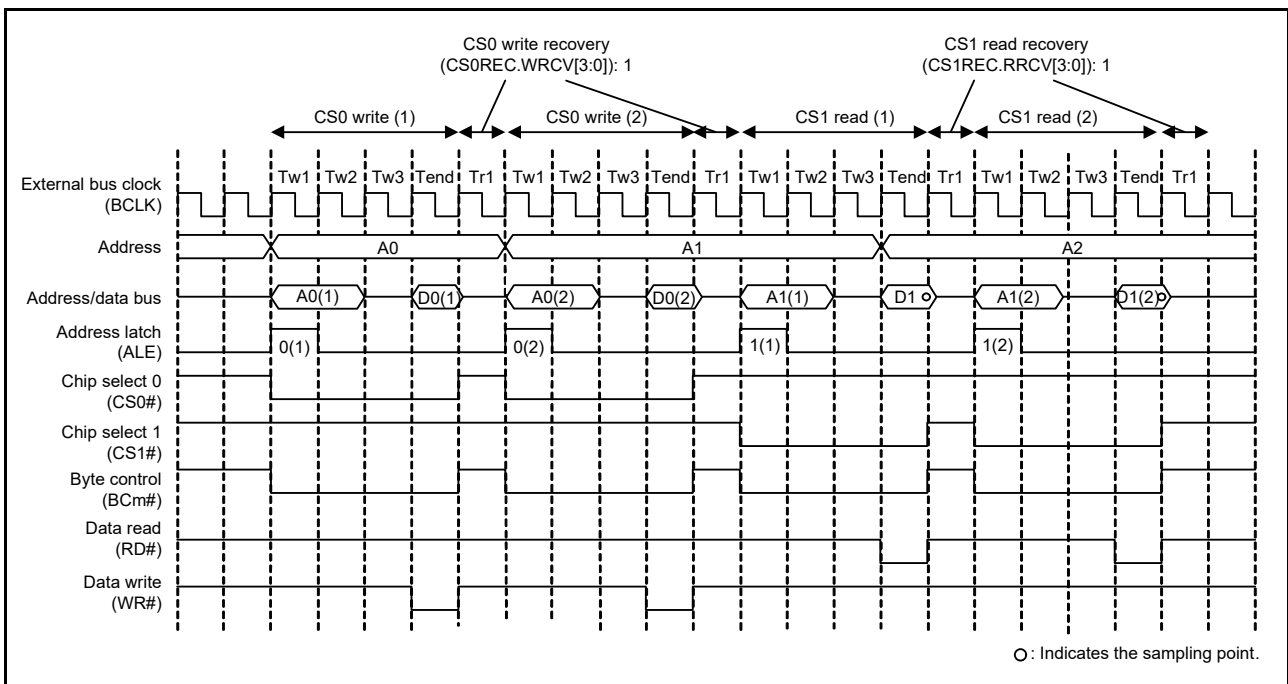 CS0 write recovery
(CS0REC.WRCV[3:0]): 1
CS1 read recovery
(CS1REC.RRCV[3:0]): 1
CS0 write (1)
CS0 write (2)
CS1 read (1)
CS1 read (2)
Tw1 Tw2 Tw3 Tend Tr1 Tw1 Tw2 Tw3 Tend Tr1 Tw1 Tw2 Tw3 Tend Tr1 Tw1 Tw2 Tw3 Tend Tr1
External bus clock
(BCLK)
Address A0 A1 A2
Address/data bus A0(1) D0(1) A0(2) D0(2) A1(1) D1 A1(2) D1(2)
Address latch
(ALE)
0(1) 0(2) 1(1) 1(2)
Chip select 0
(CS0#)
Chip select 1
(CS1#)
Byte control
(BCm#)
Data read
(RD#)
Data write
(WR#)
: Indicates the sampling point.